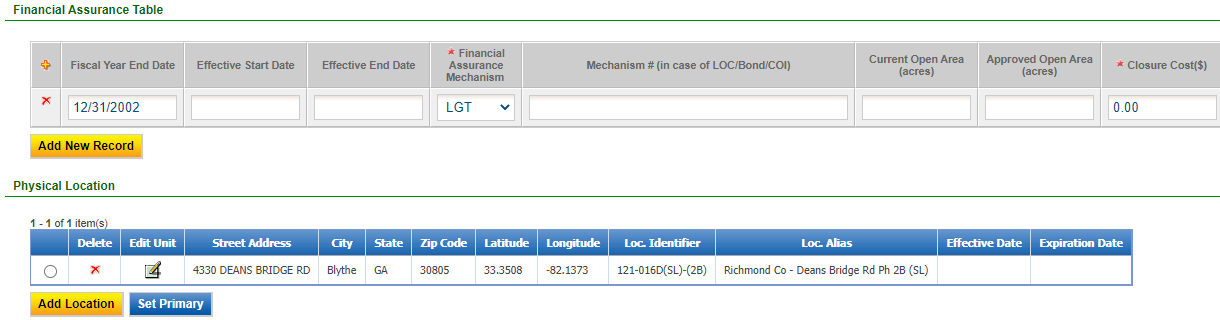 Financial Assurance Table
Fiscal Year End Date Effective Start Date Effective End Date * Financial Assurance Mechanism Mechanism # (in case of LOC/Bond/COI) Current Open Area (acres) Approved Open Area (acres) * Closure Cost($)
12/31/2002 LGT 0.00
Add New Record
Physical Location
1 - 1 of 1 item(s)
Delete Edit Unit Street Address City State Zip Code Latitude Longitude Loc. Identifier Loc. Alias Effective Date Expiration Date
4330 DEANS BRIDGE RD Blythe GA 30805 33.3508 -82.1373 121-016D(SL)-(2B) Richmond Co - Deans Bridge Rd Ph 2B (SL)
Add Location Set Primary